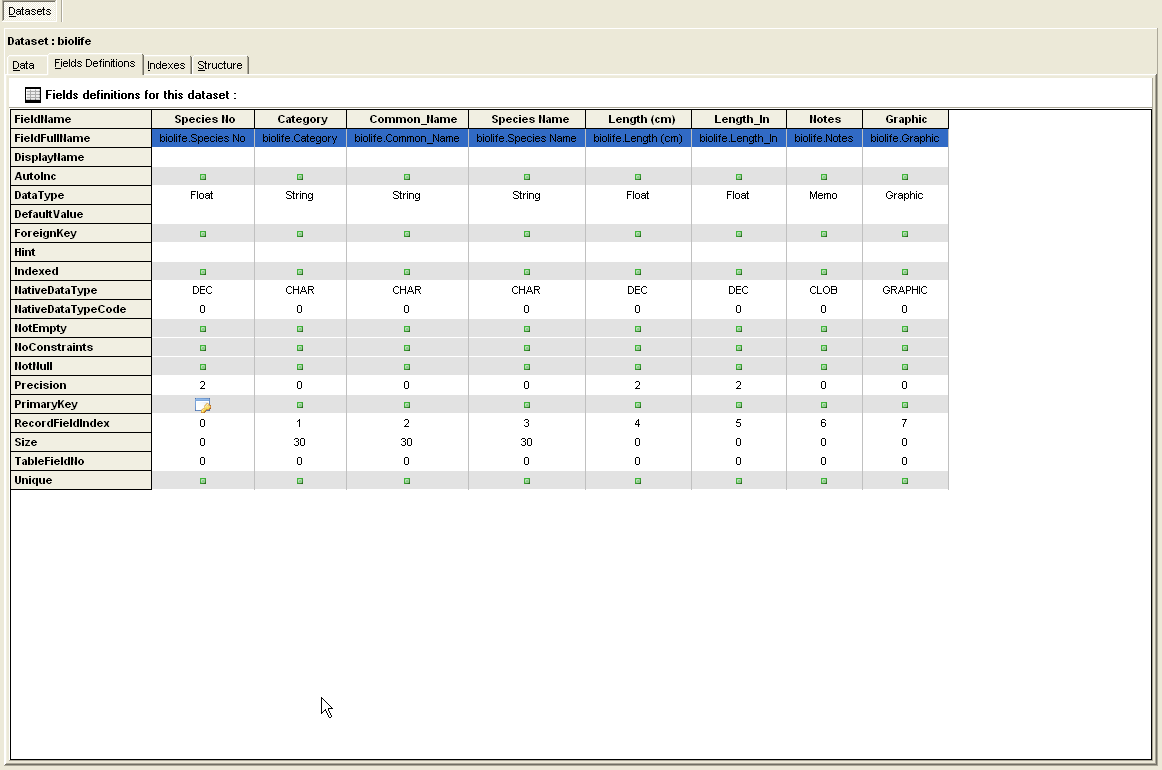 Datasets
Dataset : biolife
Data Fields Definitions Indexes Structure
Fields definitions for this dataset :
FieldName Species No Category Common_Name Species Name Length (cm) Length_In Notes Graphic
FieldFullName biolife.Species No biolife.Category biolife.Common_Name biolife.Species Name biolife.Length (cm) biolife.Length_In biolife.Notes biolife.Graphic
DisplayName
AutoInc
DataType Float String String String Float Float Memo Graphic
DefaultValue
ForeignKey
Hint
Indexed
NativeDataType DEC CHAR CHAR CHAR DEC DEC CLOB GRAPHIC
NativeDataTypeCode 0 0 0 0 0 0 0 0
NotEmpty
NoConstraints
NotNull
Precision 2 0 0 0 2 2 0 0
PrimaryKey
RecordFieldIndex 0 1 2 3 4 5 6 7
Size 0 30 30 30 0 0 0 0
TableFieldNo 0 0 0 0 0 0 0 0
Unique